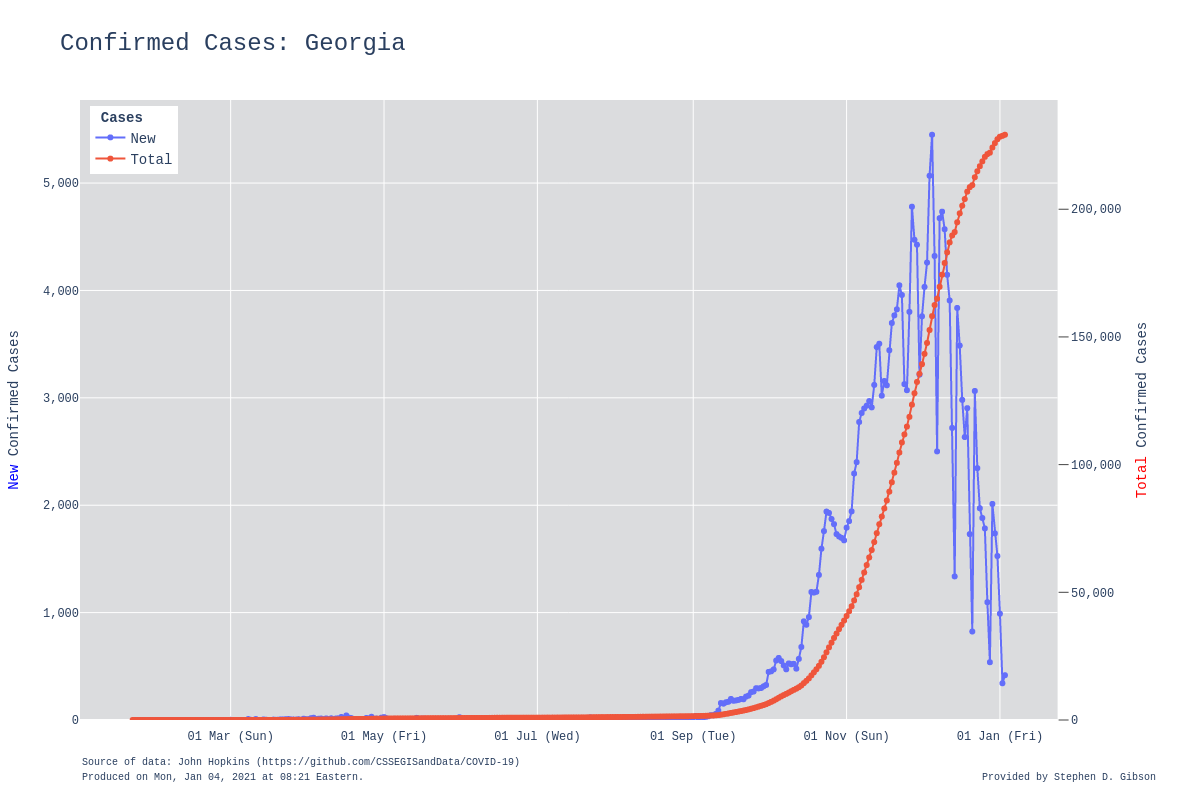 Confirmed Cases: Georgia
Cases
New
Total
5,000
4,000
3,000
2,000
1,000
0
200,000
150,000
100,000
50,000
0
New Confirmed Cases
Total Confirmed Cases
01 Mar (Sun)
01 May (Fri)
01 Jul (Wed)
01 Sep (Tue)
01 Nov (Sun)
01 Jan (Fri)
Source of data: John Hopkins (https://github.com/CSSEGISandData/COVID-19)
Produced on Mon, Jan 04, 2021 at 08:21 Eastern.
Provided by Stephen D. Gibson